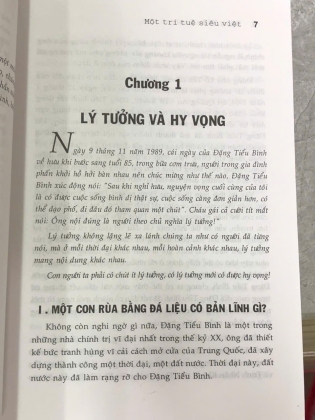 Một trí tuệ siêu việt 7
Chương 1
LÝ TƯỞNG VÀ HY VỌNG
Ngày 9 tháng 11 năm 1989, cái ngày của Đặng Tiểu Bình
về hưu khi bước sang tuổi 85, trong bữa cơm trưa, người trong gia đình
phấn khởi hồ hởi bàn nhau nên chúc mừng như thế nào, Đặng Tiểu
Bình xúc động nói: "Sau khi nghỉ hưu, nguyện vọng cuối cùng của tôi
là có được cuộc sống bình dị thật sự, cuộc sống càng đơn giản hơn, có
thể dạo phố, đi đâu đó tham quan một chút". Cháu gái cả cười tít mắt
nói: Ông nội đúng là người theo chủ nghĩa lý tưởng!".
Lý tưởng không lặng lẽ xa lánh chúng ta như có người đã từng
nói, mà ở mỗi thời đại khác nhau, mỗi hoàn cảnh khác nhau, lý tưởng
mang nội dung khác nhau.
Con người ta phải có chút ít lý tưởng, có lý tưởng mới có được hy vọng!
I . MỘT CON RÙA BẰNG ĐÁ LIỆU CÓ BẢN LĨNH GÌ?
Không còn nghi ngờ gì nữa, Đặng Tiểu Bình là một trong
những nhà chính trị vĩ đại nhất trong thế kỷ XX, ông đã thiết
kế bức tranh hùng vĩ cải cách mở cửa của Trung Quốc, đã xây
dựng thành công một thời đại, một đất nước. Thời đại này, đất
nước này đã làm rạng rỡ cho Đặng Tiểu Bình.